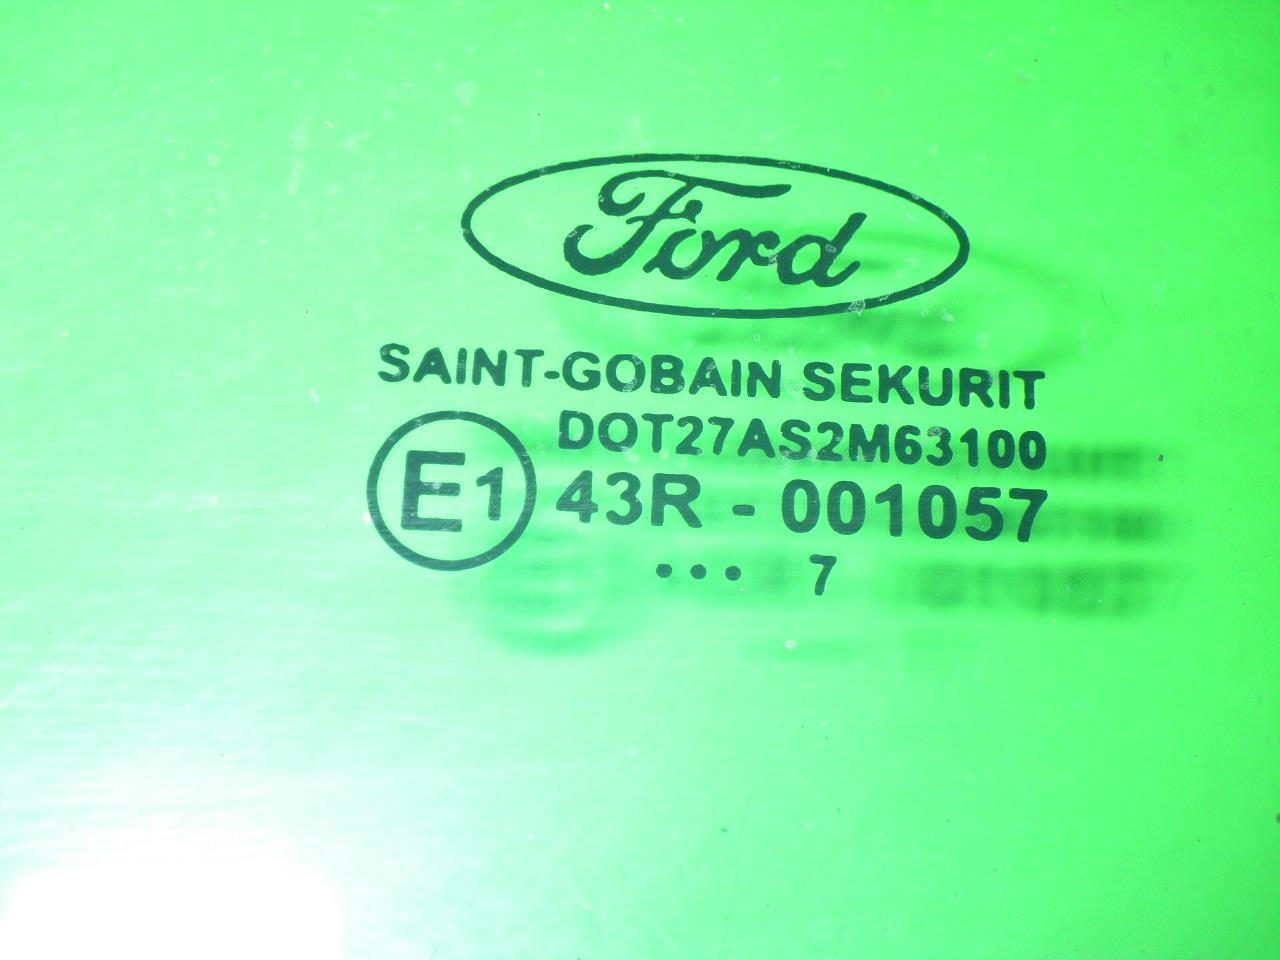 Ford
SAINT-GOBAIN SEKURIT
DOT27AS2M63100
E1 43R - 001057
••• 7